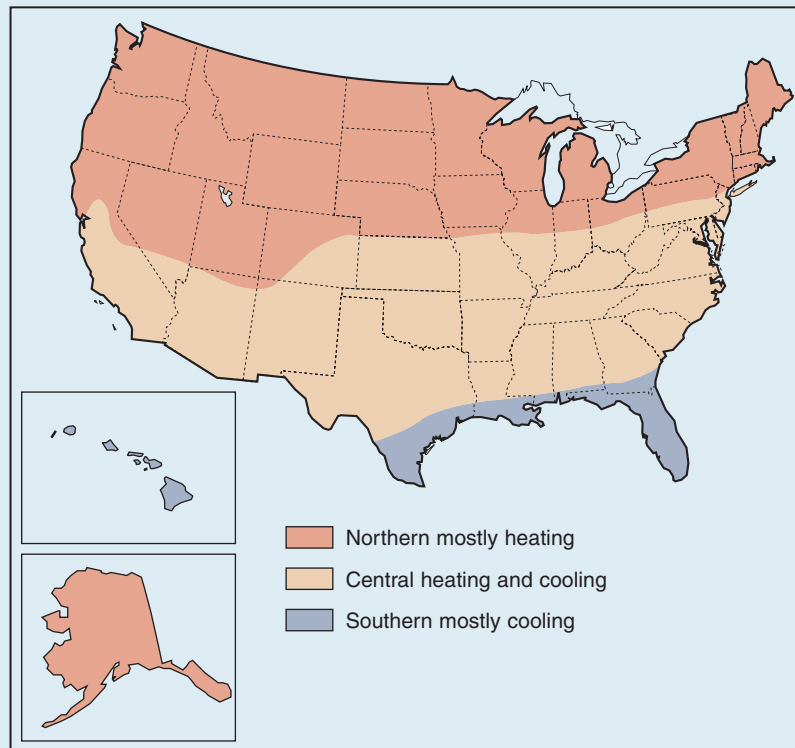 Northern mostly heating
Central heating and cooling
Southern mostly cooling